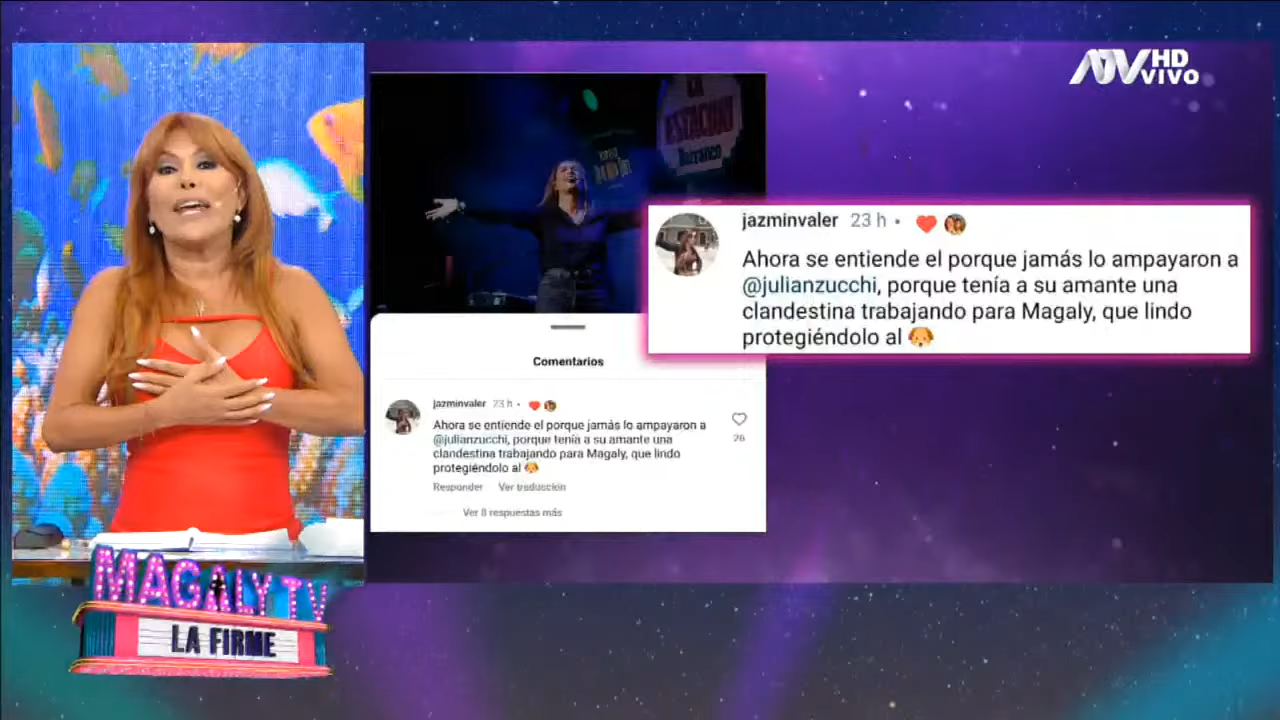 ATV HD
VIVO
LA
ESTACION
Barranco
jazminvaler 23 h •
Ahora se entiende el porque jamás lo ampayaron a
@julianzucchi, porque tenía a su amante una
clandestina trabajando para Magaly, que lindo
protegiéndolo al
Comentarios
jazminvaler 23 h •
Ahora se entiende el porque jamás lo ampayaron a
@julianzucchi, porque tenía a su amante una
clandestina trabajando para Magaly, que lindo
protegiéndolo al
26
Responder Ver traducción
Ver 8 respuestas más
MAGALY TV
LA FIRME